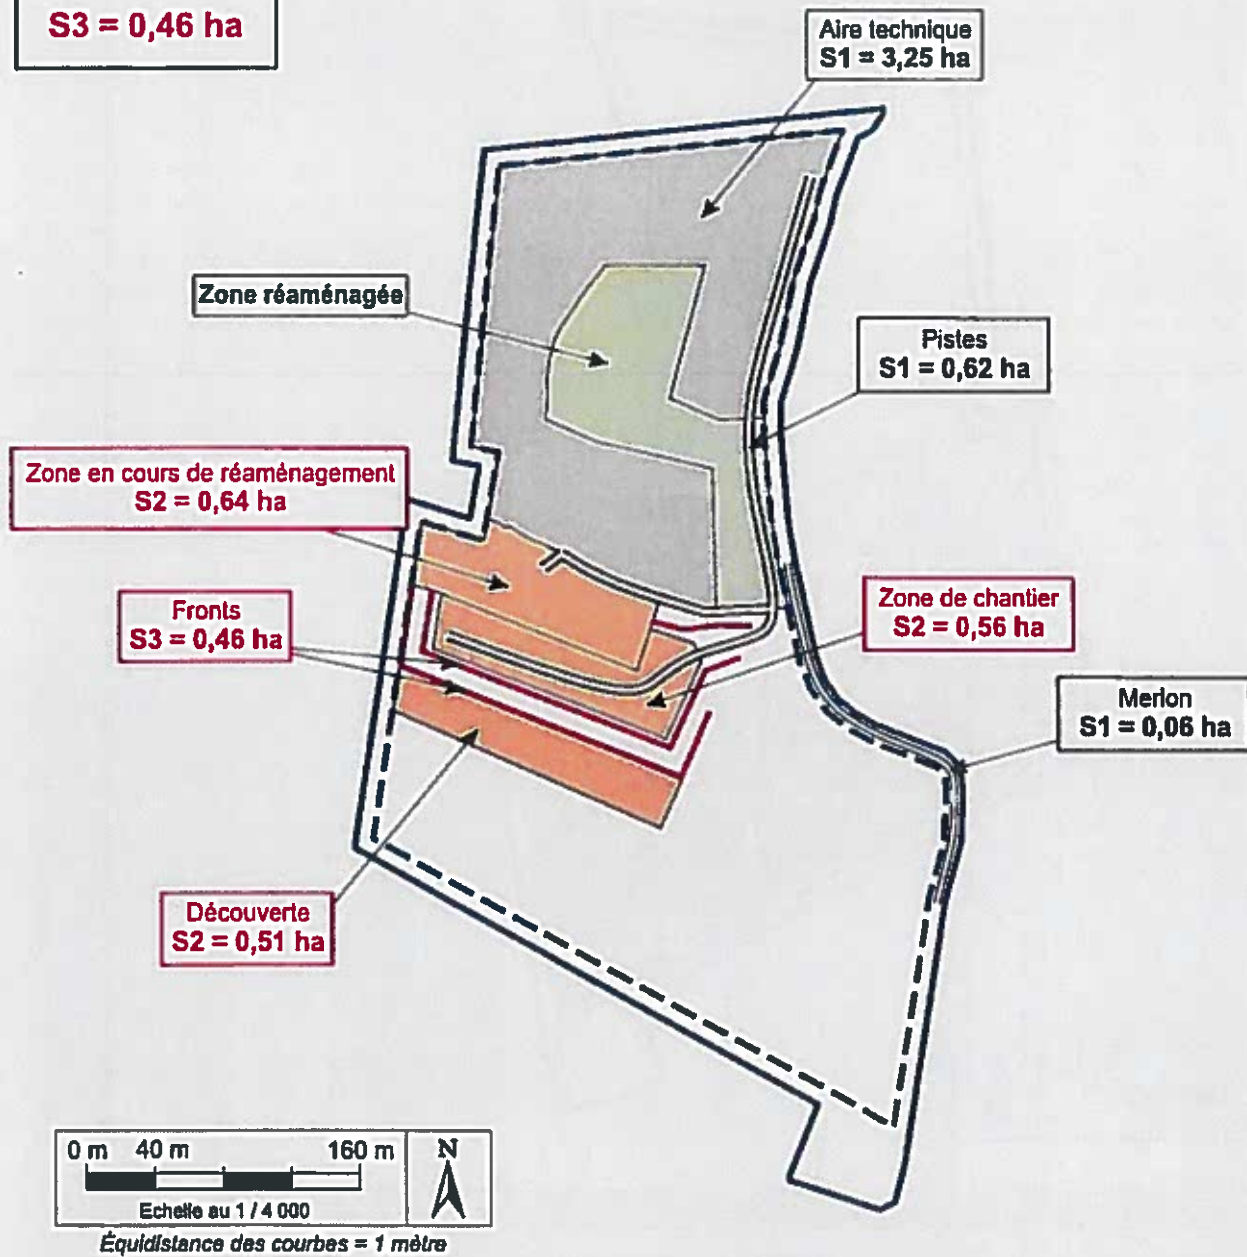 S3 = 0,46 ha
Aire technique
S1 = 3,25 ha
Zone réaménagée
Pistes
S1 = 0,62 ha
Zone en cours de réaménagement
S2 = 0,64 ha
Fronts
S3 = 0,46 ha
Zone de chantier
S2 = 0,56 ha
Merlon
S1 = 0,06 ha
Découverte
S2 = 0,51 ha
0 m 40 m 160 m
N
Echelle au 1 / 4 000
Équidistance des courbes = 1 mètre